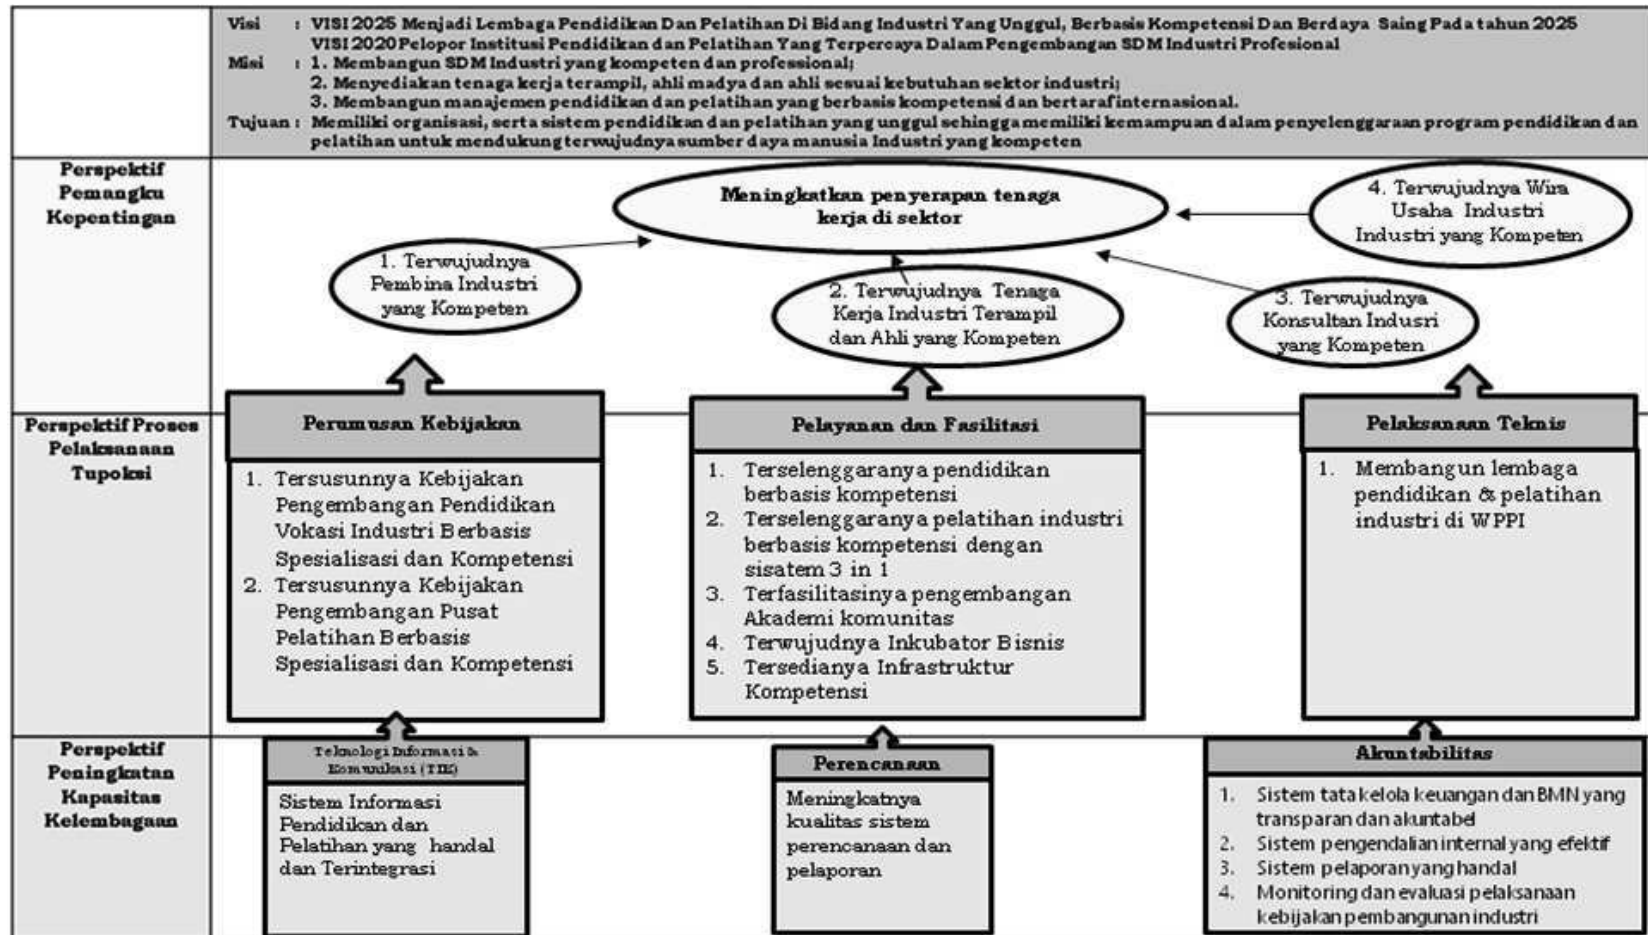 Visi : VISI 2025 Menjadi Lembaga Pendidikan Dan Pelatihan Di Bidang Industri Yang Unggul, Berbasis Kompetensi Dan Berdaya Saing Pada tahun 2025
VISI 2020 Pelopor Institusi Pendidikan dan Pelatihan Yang Terpercaya Dalam Pengembangan SDM Industri Profesional
Misi : 1. Membangun SDM Industri yang kompeten dan professional;
2. Menyediakan tenaga kerja terampil, ahli madya dan ahli sesuai kebutuhan sektor industri;
3. Membangun manajemen pendidikan dan pelatihan yang berbasis kompetensi dan bertaraf internasional.
Tujuan : Memiliki organisasi, serta sistem pendidikan dan pelatihan yang unggul sehingga memiliki kemampuan dalam penyelenggaraan program pendidikan dan
pelatihan untuk mendukung terwujudnya sumber daya manusia Industri yang kompeten
Perspektif
Pemangku
Kepentingan
Meningkatkan penyerapan tenaga
kerja di sektor
4. Terwujudnya Wira
Usaha Industri
Industri yang Kompeten
1. Terwujudnya
Pembina Industri
yang Kompeten
2. Terwujudnya Tenaga
Kerja Industri Terampil
dan Ahli yang Kompeten
3. Terwujudnya
Konsultan Indusri
yang Kompeten
Perspektif Proses
Pelaksanaan
Tupoksi
Perumusan Kebijakan
1. Tersusunnya Kebijakan
Pengembangan Pendidikan
Vokasi Industri Berbasis
Spesialisasi dan Kompetensi
2. Tersusunnya Kebijakan
Pengembangan Pusat
Pelatihan Berbasis
Spesialisasi dan Kompetensi
Pelayanan dan Fasilitasi
1. Terselenggaranya pendidikan
berbasis kompetensi
2. Terselenggaranya pelatihan industri
berbasis kompetensi dengan
sisatem 3 in 1
3. Terfasilitasinya pengembangan
Akademi komunitas
4. Terwujudnya Inkubator Bisnis
5. Tersedianya Infrastruktur
Kompetensi
Pelaksanaan Teknis
1. Membangun lembaga
pendidikan & pelatihan
industri di WPPI
Perspektif
Peningkatan
Kapasitas
Kelembagaan
Teknologi Informasi &
Komunikasi (TIK)
Sistem Informasi
Pendidikan dan
Pelatihan yang handal
dan Terintegrasi
Perencanaan
Meningkatnya
kualitas sistem
perencanaan dan
pelaporan
Akuntabilitas
1. Sistem tata kelola keuangan dan BMN yang
transparan dan akuntabel
2. Sistem pengendalian internal yang efektif
3. Sistem pelaporan yang handal
4. Monitoring dan evaluasi pelaksanaan
kebijakan pembangunan industri